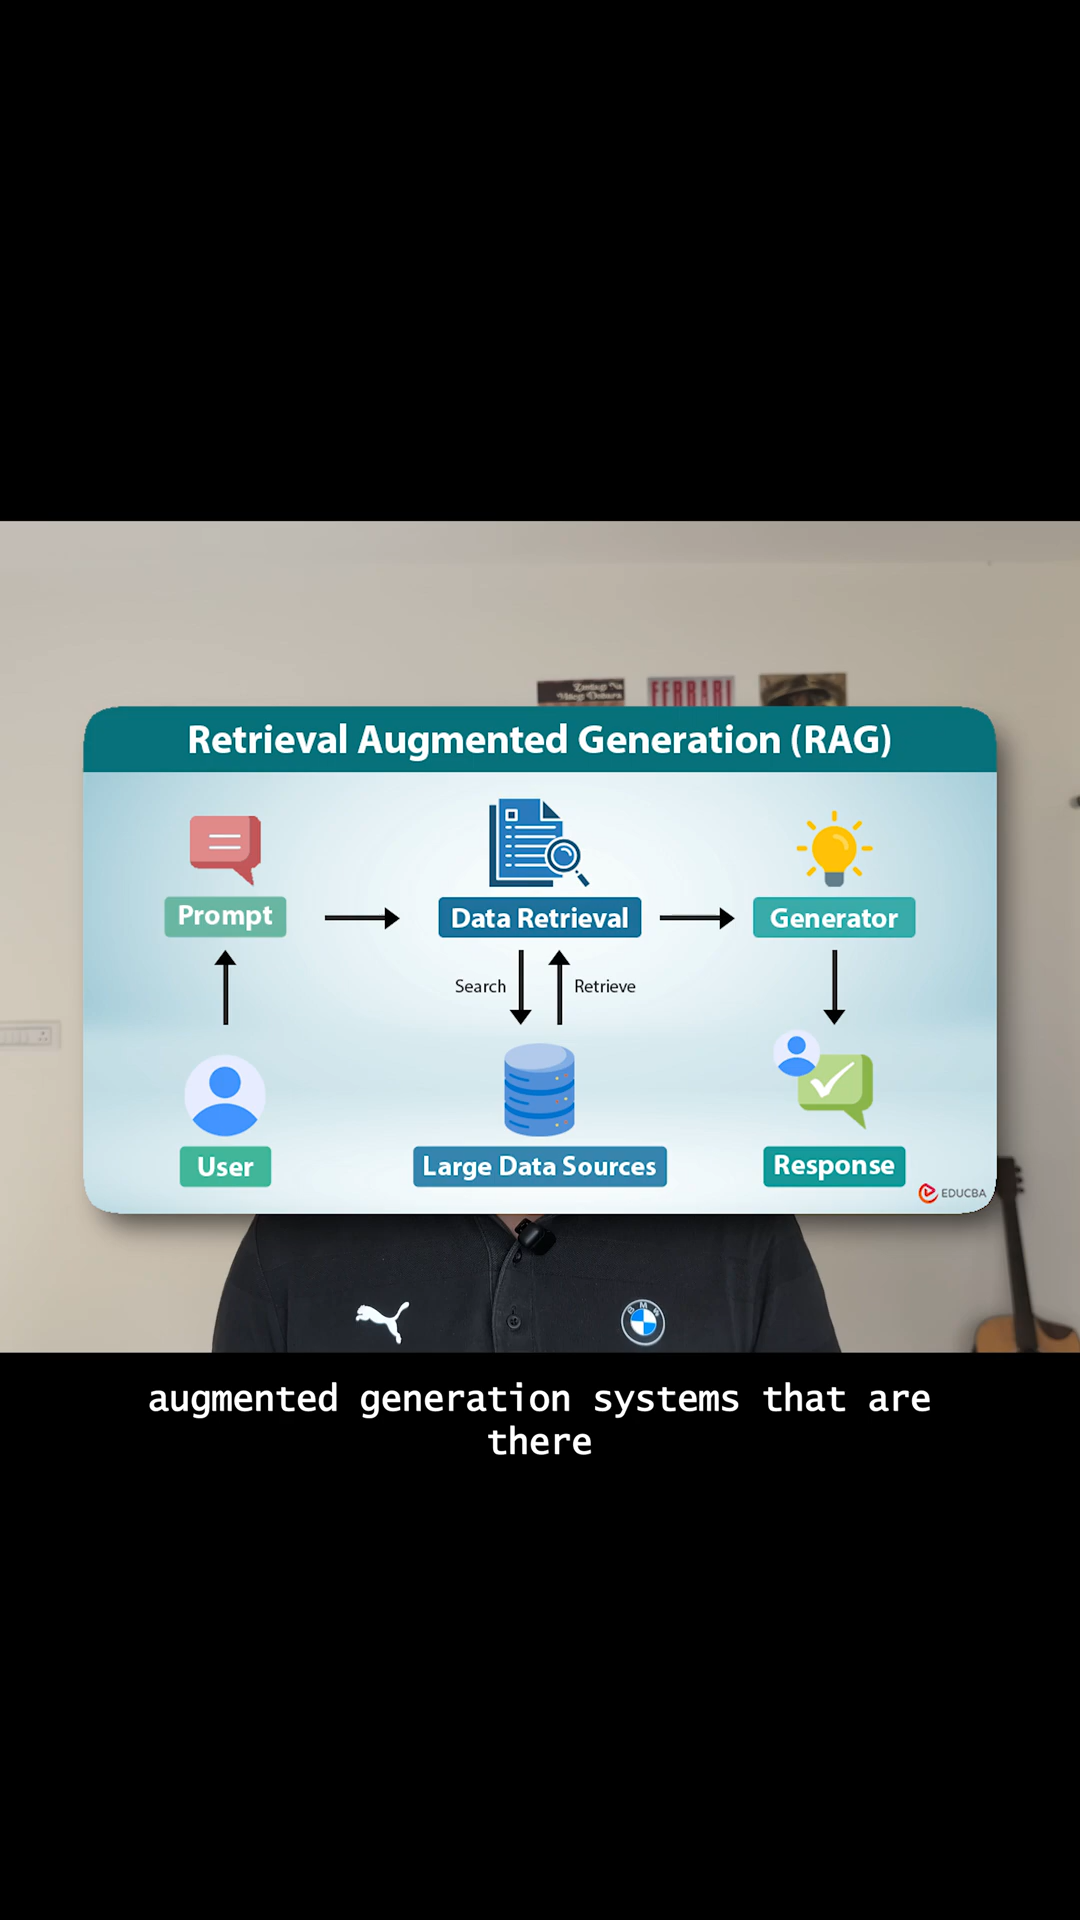 FERRARI
Retrieval Augmented Generation (RAG)
Prompt
Data Retrieval
Generator
Search
Retrieve
User
Large Data Sources
Response
EDUCBA
BMW
augmented generation systems that are
there